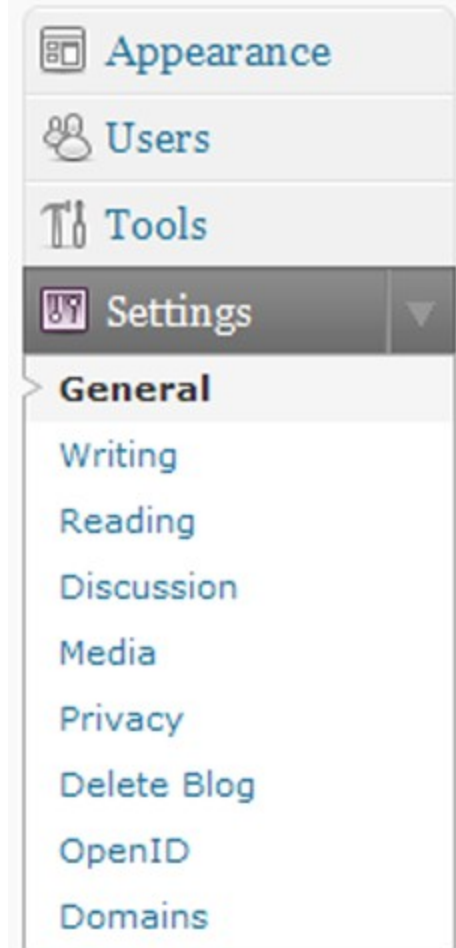 Appearance
Users
Tools
Settings
General
Writing
Reading
Discussion
Media
Privacy
Delete Blog
OpenID
Domains